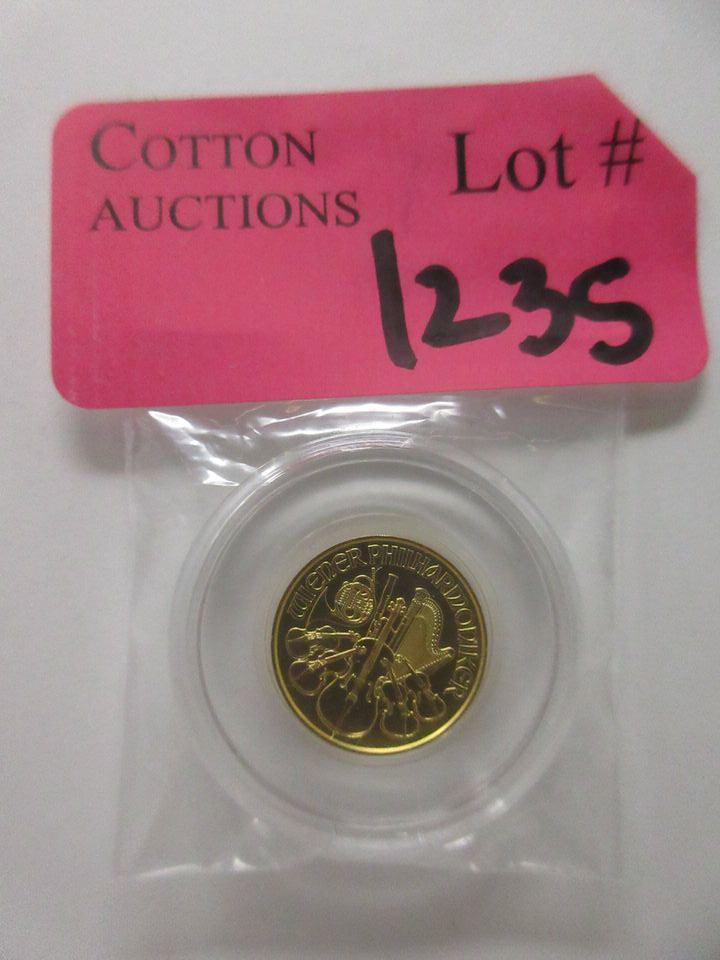 COTTON
AUCTIONS
Lot #
1235
WIENER PHILHARMONIKER